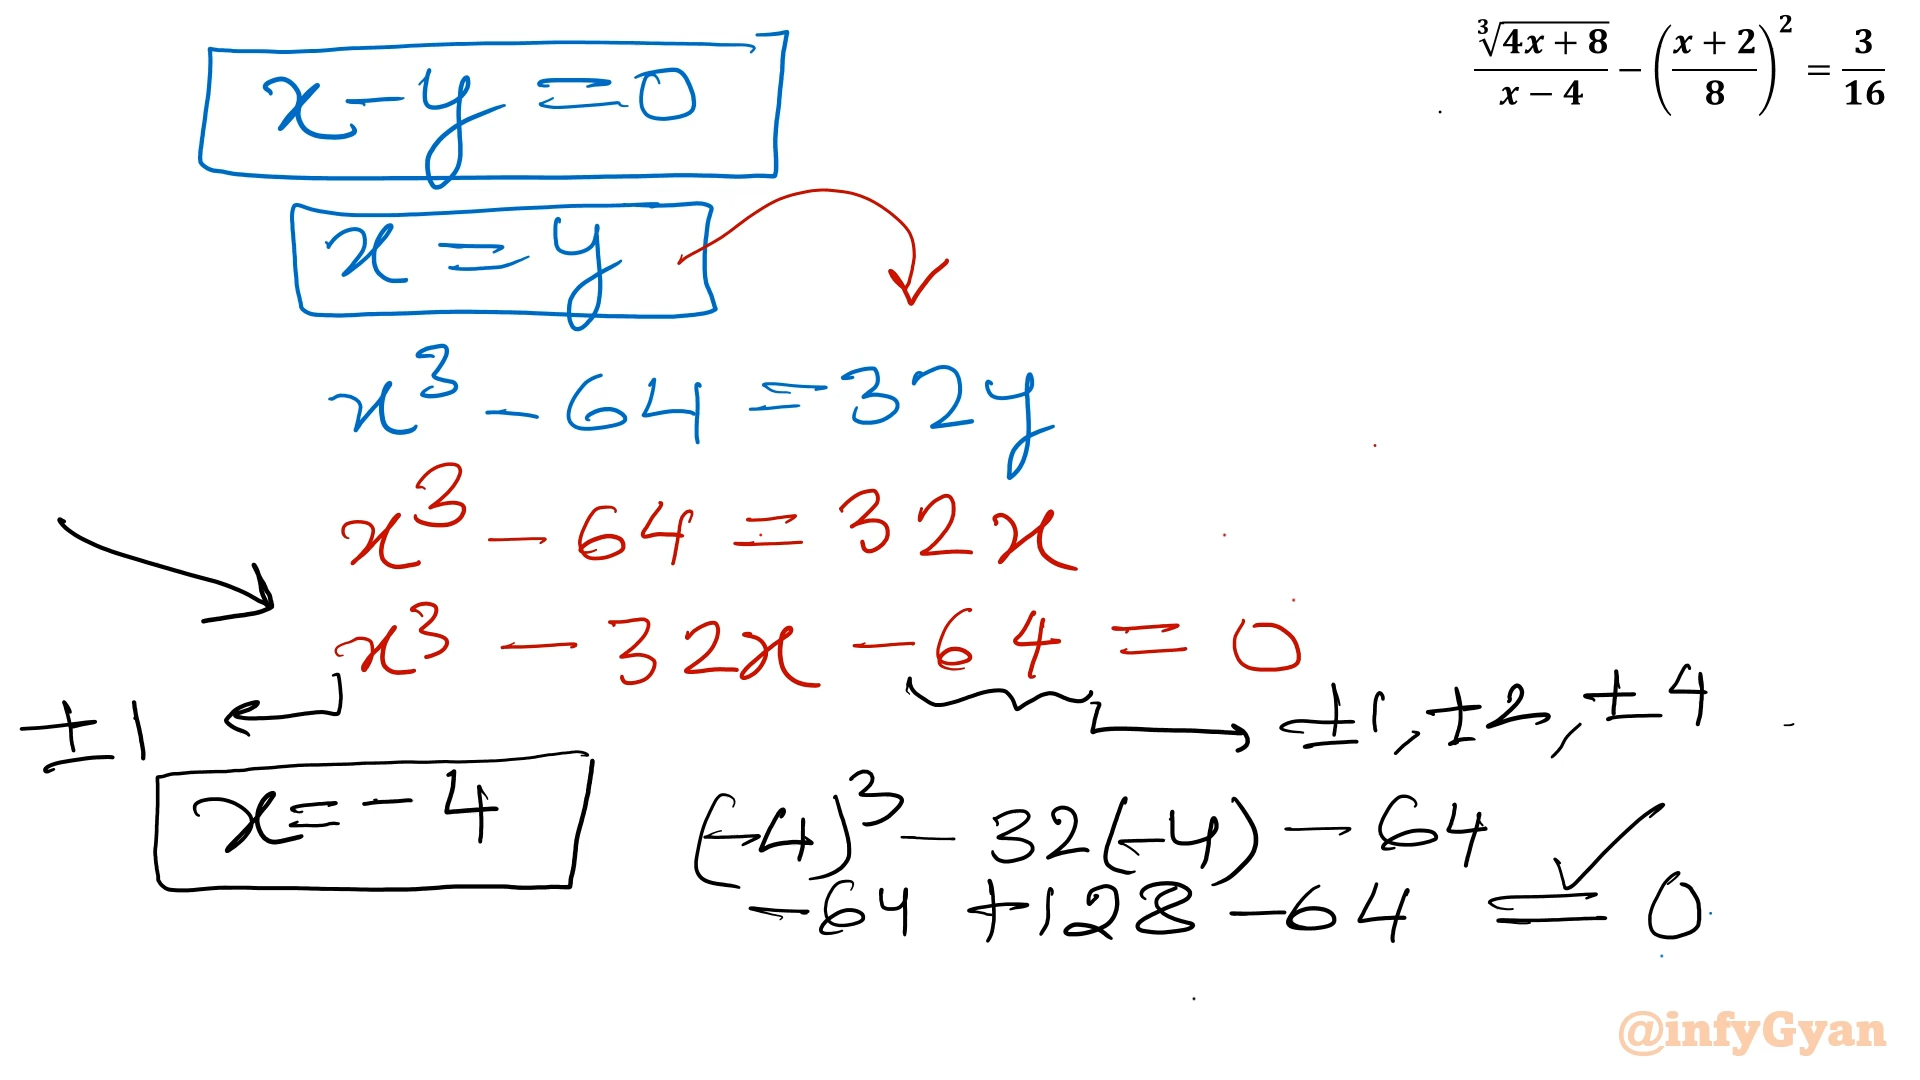 ∛(4x + 8)/(x − 4) − ((x + 2)/8)² = 3/16
x − y = 0
x = y
x³ − 64 = 32y
x³ − 64 = 32x
x³ − 32x − 64 = 0
±1
±1, ±2, ±4
x = −4
(−4)³ − 32(−4) − 64
−64 + 128 − 64 = 0
@infyGyan